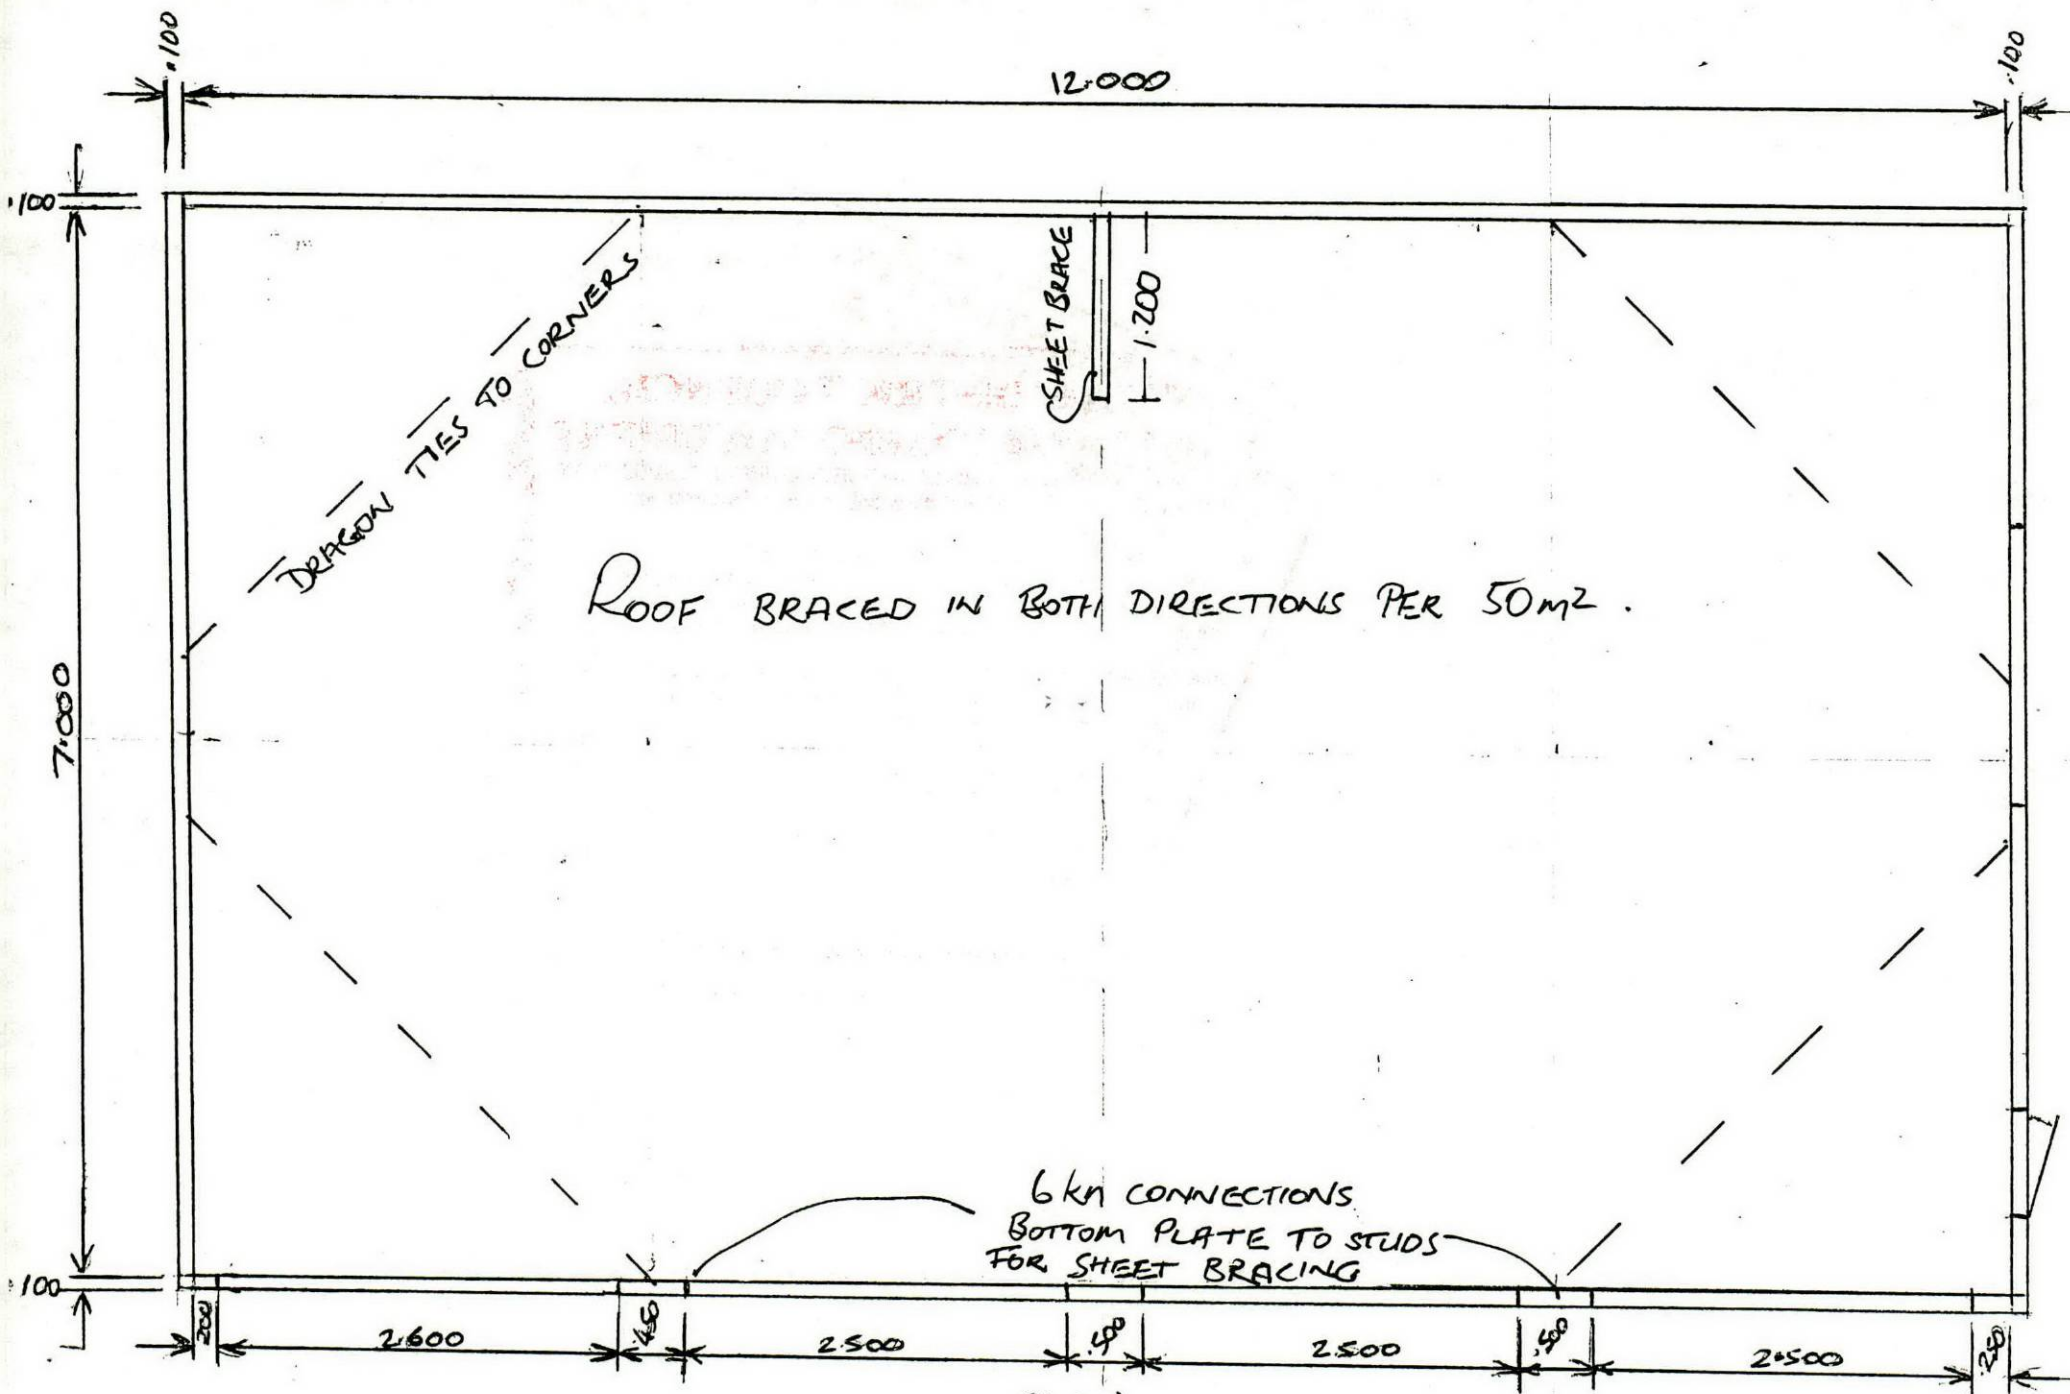 .100
12.000
.100
.100
SHEET BRACE
1.200
DRAGON TIES TO CORNERS
ROOF BRACED IN BOTH DIRECTIONS PER 50m2.
7.000
6 kn CONNECTIONS
BOTTOM PLATE TO STUDS
FOR SHEET BRACING
.100
.200
2.600
.450
2.500
.500
2.500
.500
2.500
.250